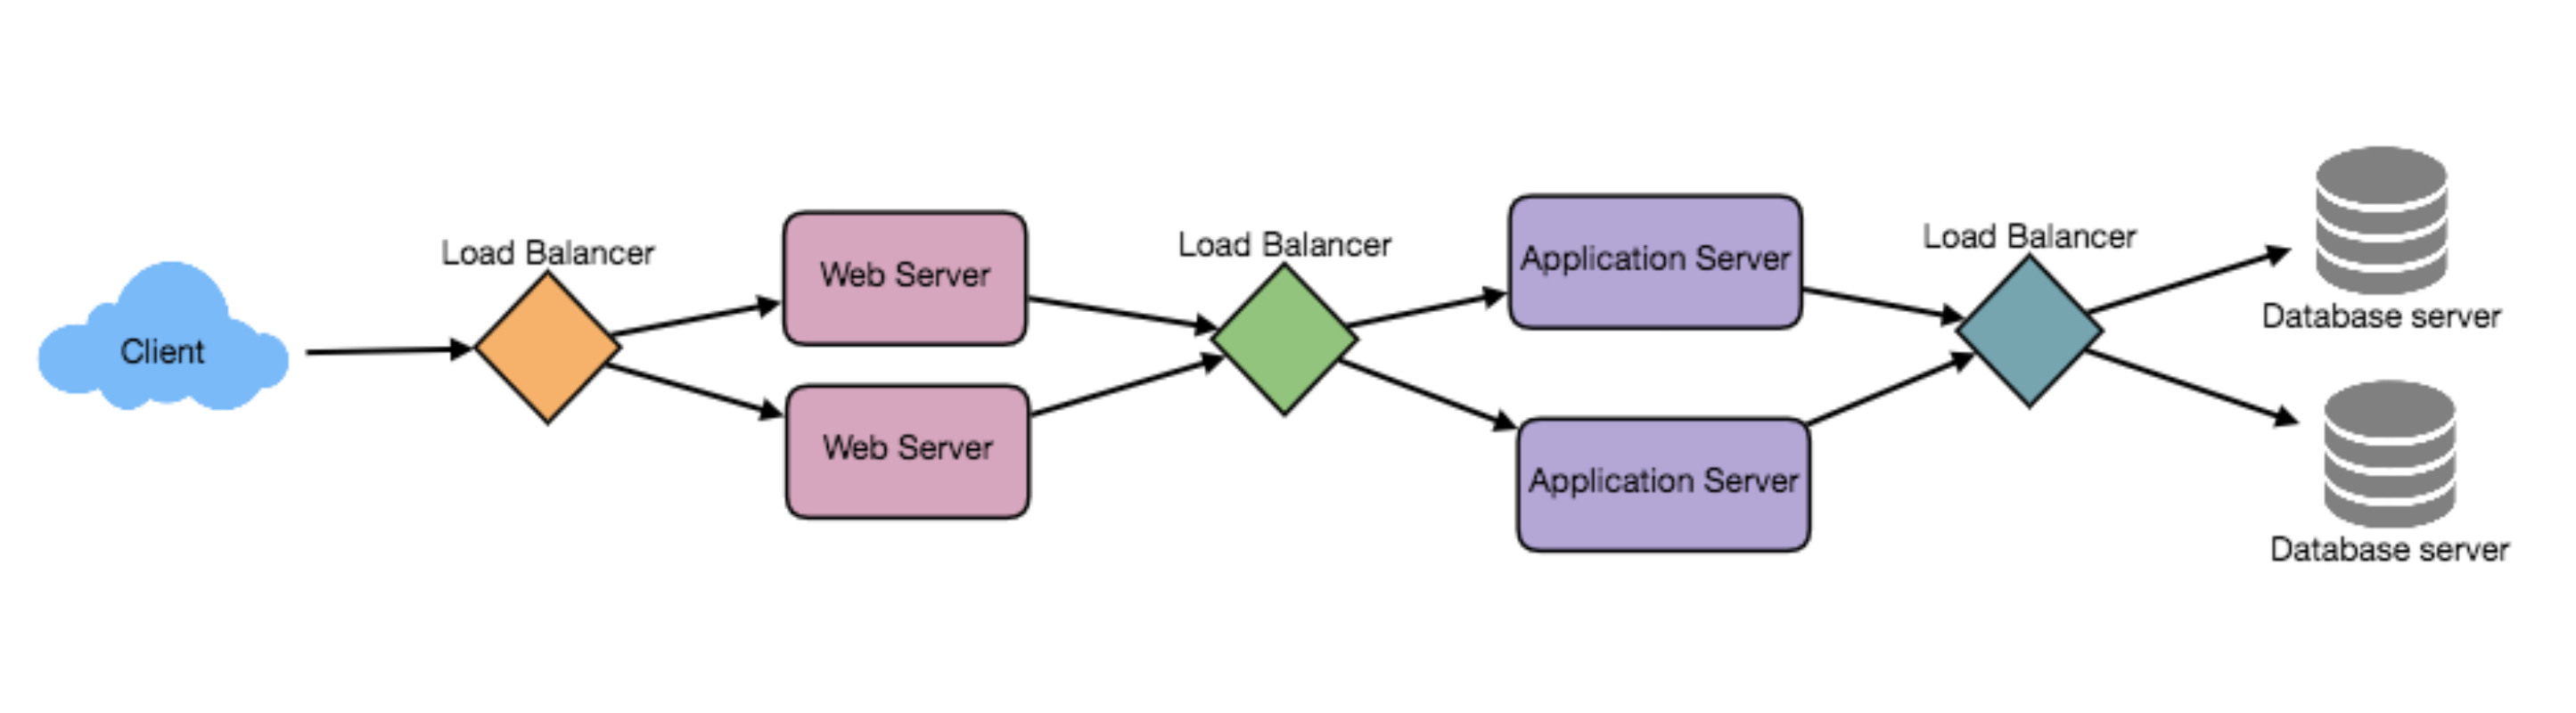 Client
Load Balancer
Web Server
Web Server
Load Balancer
Application Server
Application Server
Load Balancer
Database server
Database server